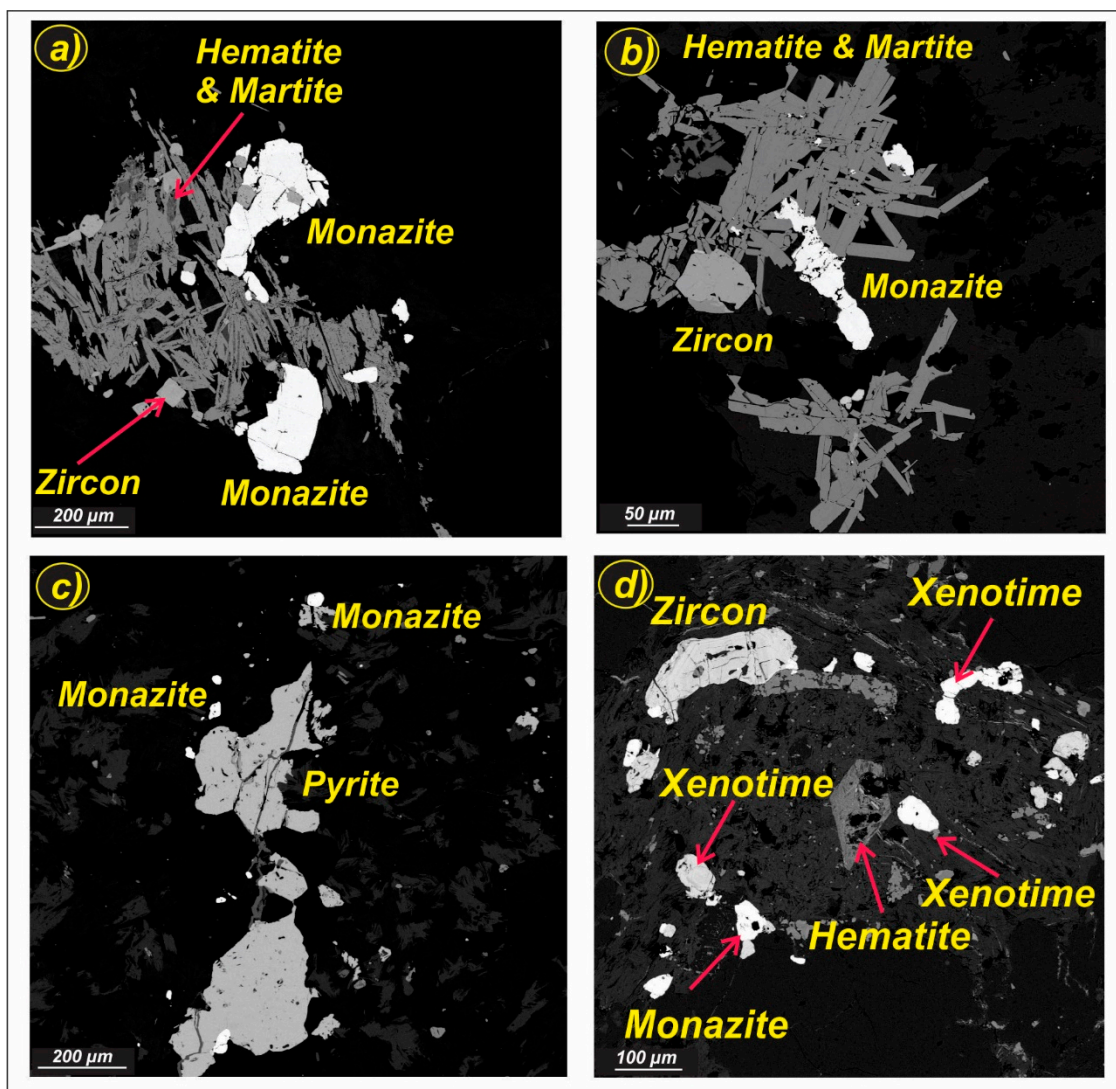 a)
Hematite
& Martite
Monazite
Zircon
Monazite
200 µm
b)
Hematite & Martite
Monazite
Zircon
50 µm
c)
Monazite
Monazite
Pyrite
200 µm
d)
Zircon
Xenotime
Xenotime
Xenotime
Hematite
Monazite
100 µm